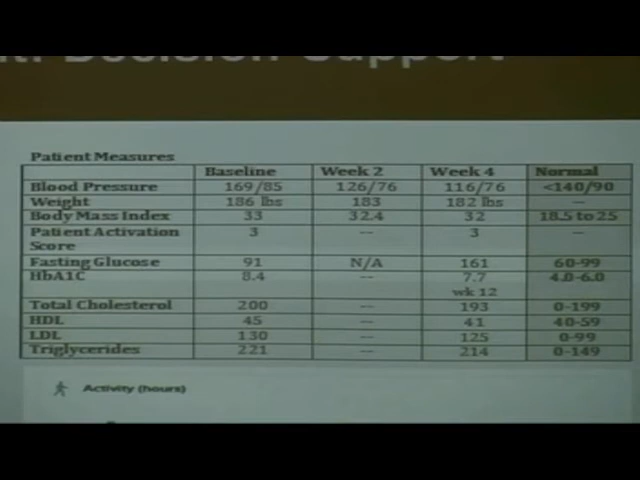 Decision Support
Patient Measures
Baseline Week 2 Week 4 Normal
Blood Pressure 169/85 126/76 116/76 <140/90
Weight 186 lbs 183 182 lbs --
Body Mass Index 33 32.4 32 18.5 to 25
Patient Activation 3 -- 3 --
Score
Fasting Glucose 91 N/A 161 60-99
HbA1C 8.4 -- 7.7 4.0-6.0
wk 12
Total Cholesterol 200 -- 193 0-199
HDL 45 -- 41 40-59
LDL 130 -- 125 0-99
Triglycerides 221 -- 214 0-149
Activity (hours)